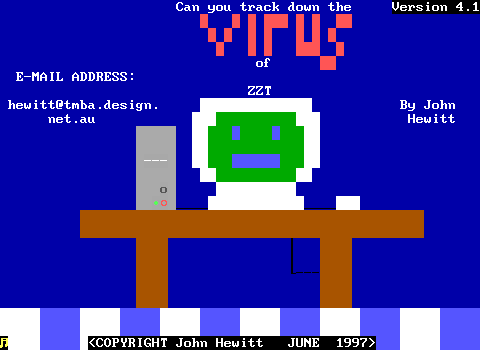 Can you track down the
Version 4.1
VIRUS
of
ZZT
E-MAIL ADDRESS:
hewitt@tmba.design.
net.au
By John
Hewitt
<COPYRIGHT John Hewitt JUNE 1997>